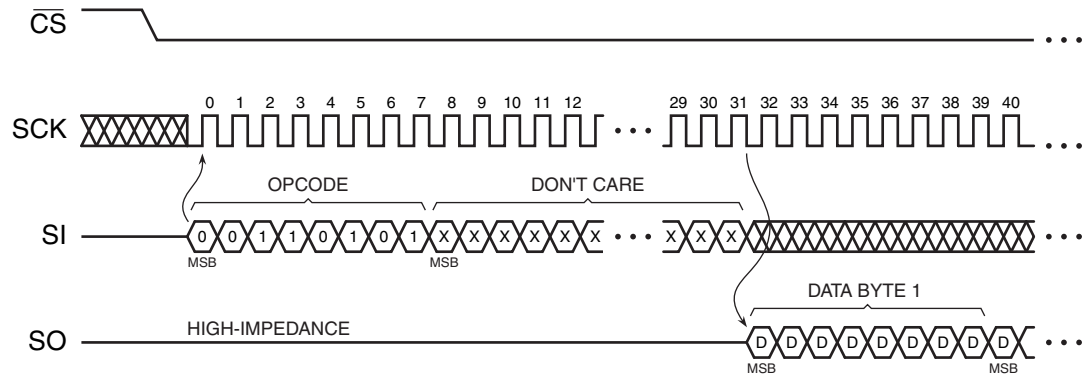 CS
0 1 2 3 4 5 6 7 8 9 10 11 12 29 30 31 32 33 34 35 36 37 38 39 40
SCK
OPCODE DON'T CARE
SI 0 0 1 1 0 1 0 1 X X X X X X X X X
MSB MSB
DATA BYTE 1
HIGH-IMPEDANCE
SO D D D D D D D D D
MSB MSB